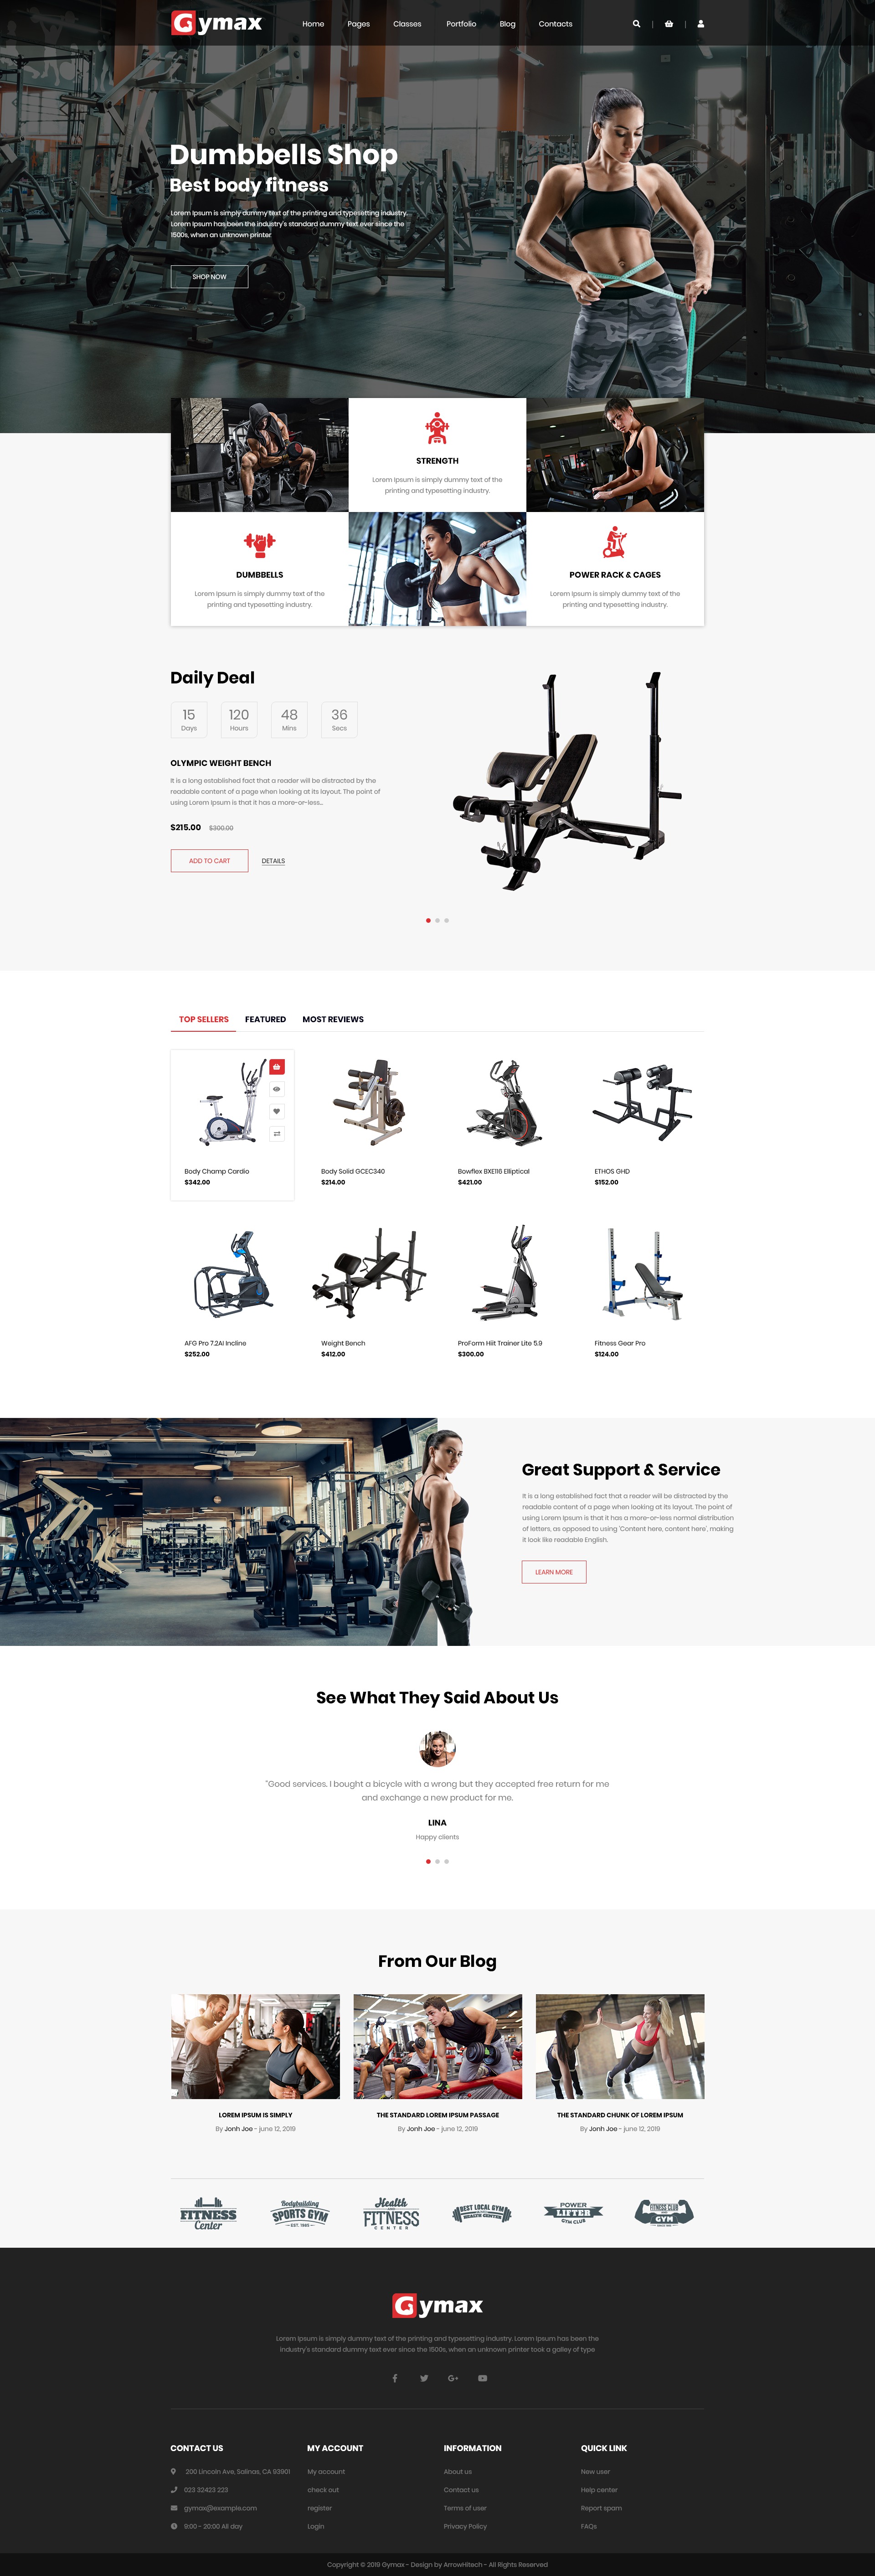 Gymax
Home Pages Classes Portfolio Blog Contacts
Dumbbells Shop
Best body fitness
Lorem Ipsum is simply dummy text of the printing and typesetting industry.
Lorem Ipsum has been the industry's standard dummy text ever since the
1500s, when an unknown printer
SHOP NOW
STRENGTH
Lorem Ipsum is simply dummy text of the
printing and typesetting industry.
DUMBBELLS
Lorem Ipsum is simply dummy text of the
printing and typesetting industry.
POWER RACK & CAGES
Lorem Ipsum is simply dummy text of the
printing and typesetting industry.
Daily Deal
15 120 48 36
Days Hours Mins Secs
OLYMPIC WEIGHT BENCH
It is a long established fact that a reader will be distracted by the
readable content of a page when looking at its layout. The point of
using Lorem Ipsum is that it has a more-or-less...
$215.00 $300.00
ADD TO CART DETAILS
TOP SELLERS FEATURED MOST REVIEWS
Body Champ Cardio Body Solid GCEC340 Bowflex BXE116 Elliptical ETHOS GHD
$342.00 $214.00 $421.00 $152.00
AFG Pro 7.2AI Incline Weight Bench ProForm Hiit Trainer Lite 5.9 Fitness Gear Pro
$252.00 $412.00 $300.00 $124.00
Great Support & Service
It is a long established fact that a reader will be distracted by the
readable content of a page when looking at its layout. The point of
using Lorem Ipsum is that it has a more-or-less normal distribution
of letters, as opposed to using 'Content here, content here', making
it look like readable English.
LEARN MORE
See What They Said About Us
"Good services. I bought a bicycle with a wrong but they accepted free return for me
and exchange a new product for me.
LINA
Happy clients
From Our Blog
LOREM IPSUM IS SIMPLY THE STANDARD LOREM IPSUM PASSAGE THE STANDARD CHUNK OF LOREM IPSUM
By Jonh Joe - june 12, 2019 By Jonh Joe - june 12, 2019 By Jonh Joe - june 12, 2019
FITNESS
Center
Bodybuilding
SPORTS GYM
EST. 1985
Health
FITNESS
CENTER
BEST LOCAL GYM
HEALTH CENTER
POWER
LIFTER
GYM CLUB
FITNESS CLUB
GYM
Gymax
Lorem Ipsum is simply dummy text of the printing and typesetting industry. Lorem Ipsum has been the
industry's standard dummy text ever since the 1500s, when an unknown printer took a galley of type
CONTACT US MY ACCOUNT INFORMATION QUICK LINK
200 Lincoln Ave, Salinas, CA 93901 My account About us New user
023 32423 223 check out Contact us Help center
gymax@example.com register Terms of user Report spam
9:00 - 20:00 All day Login Privacy Policy FAQs
Copyright © 2019 Gymax - Design by ArrowHitech - All Rights Reserved